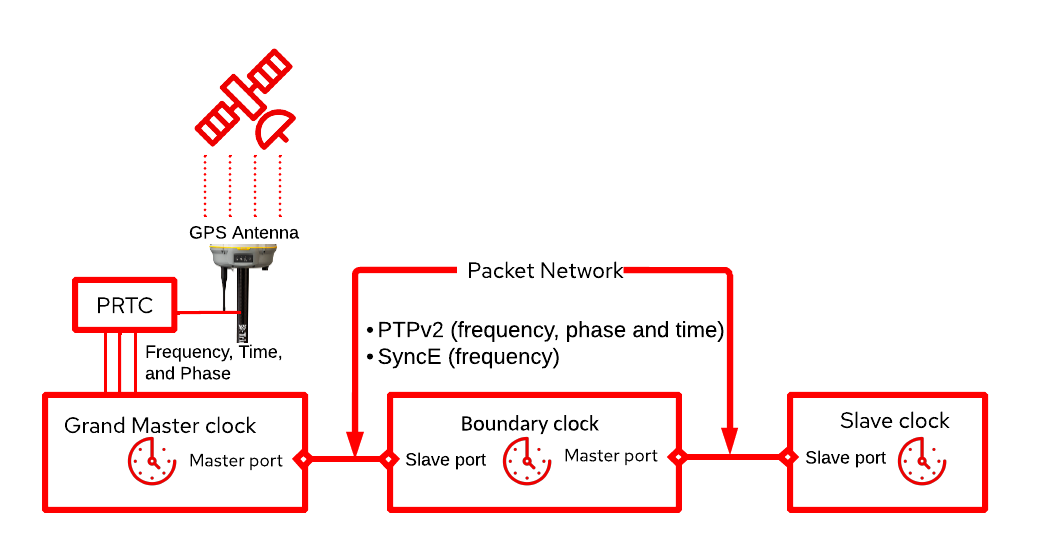 GPS Antenna
Packet Network
PRTC
• PTPv2 (frequency, phase and time)
• SyncE (frequency)
Frequency, Time,
and Phase
Grand Master clock
Master port
Boundary clock
Slave port
Master port
Slave clock
Slave port